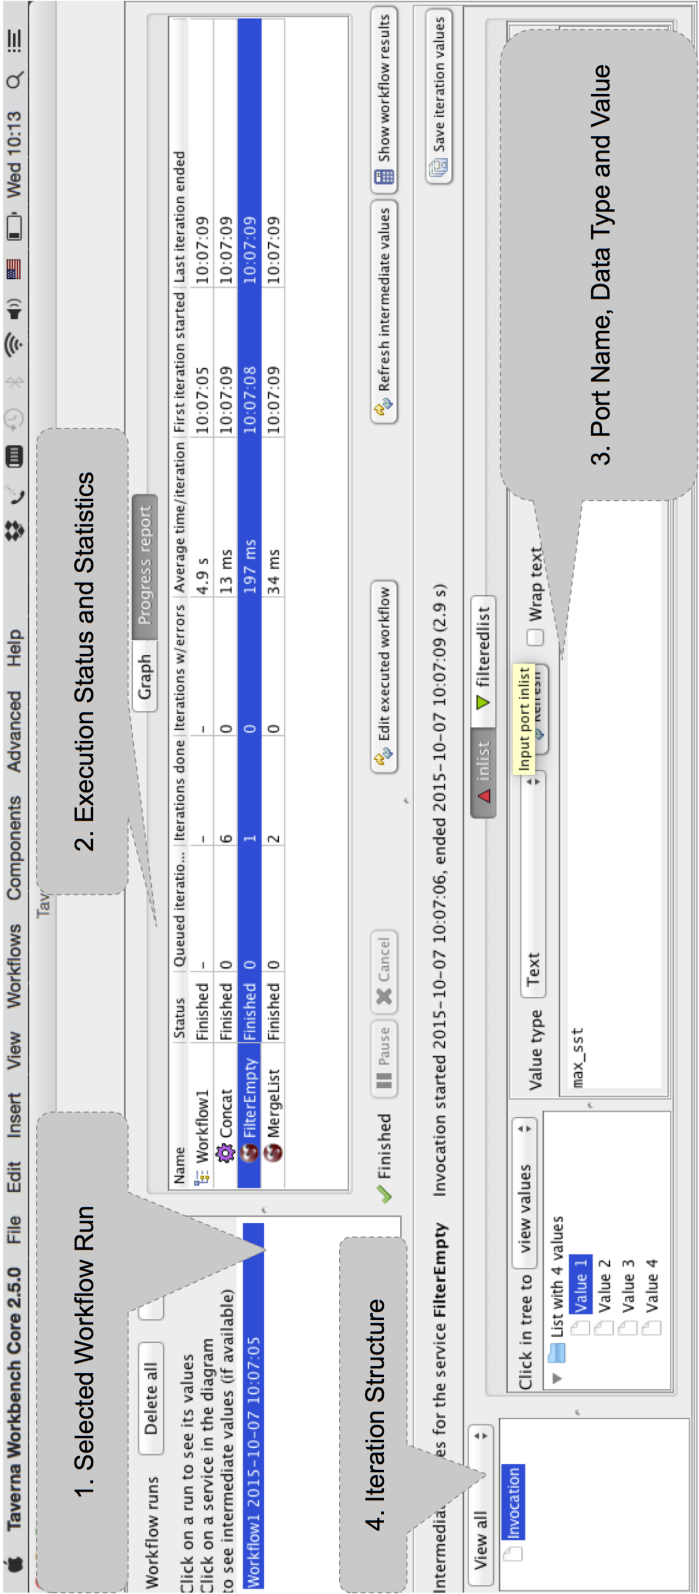 Taverna Workbench Core 2.5.0 File Edit Insert View Workflows Components Advanced Help Wed 10:13
Tav
1. Selected Workflow Run
2. Execution Status and Statistics
Workflow runs
Delete all
Click on a run to see its values
Click on a service in the diagram
to see intermediate values (if available)
Workflow1 2015-10-07 10:07:05
Graph Progress report
Name Status Queued iteratio... Iterations done Iterations w/errors Average time/iteration First iteration started Last iteration ended
Workflow1 Finished - - - 4.9 s 10:07:05 10:07:09
Concat Finished 0 6 0 13 ms 10:07:09 10:07:09
FilterEmpty Finished 0 1 0 197 ms 10:07:08 10:07:09
MergeList Finished 0 2 0 34 ms 10:07:09 10:07:09
Finished Pause Cancel Edit executed workflow Refresh intermediate values Show workflow results
4. Iteration Structure
Intermedia es for the service FilterEmpty Invocation started 2015-10-07 10:07:06, ended 2015-10-07 10:07:09 (2.9 s) Save iteration values
View all
Invocation
inlist filteredlist
Click in tree to view values
List with 4 values
Value 1
Value 2
Value 3
Value 4
Input port inlist
Value type Text Refresh Wrap text
max_sst
3. Port Name, Data Type and Value